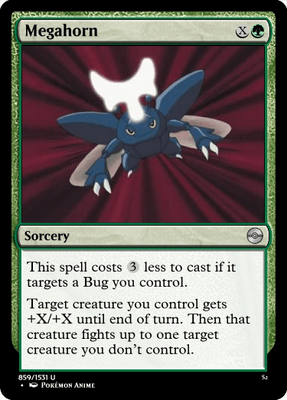 Megahorn X
Sorcery
This spell costs 3 less to cast if it
targets a Bug you control.
Target creature you control gets
+X/+X until end of turn. Then that
creature fights up to one target
creature you don't control.
859/1531 U
• Pokémon Anime